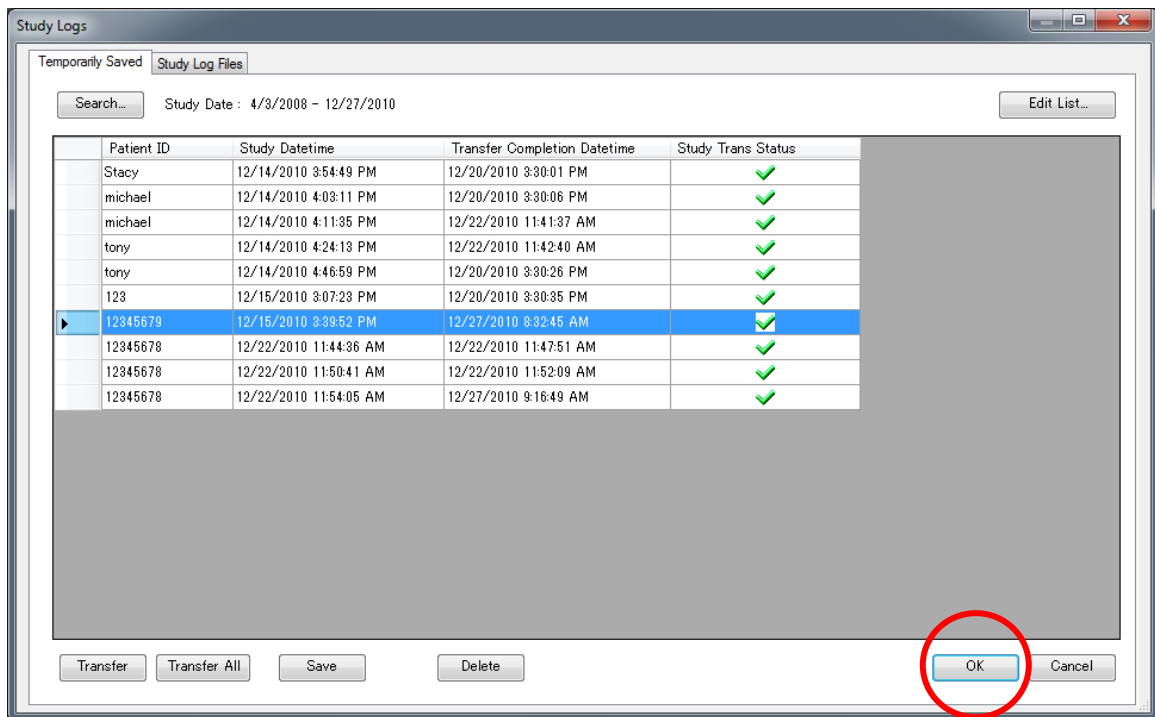 Study Logs
Temporarily Saved Study Log Files
Search... Study Date : 4/3/2008 - 12/27/2010 Edit List...
Patient ID Study Datetime Transfer Completion Datetime Study Trans Status
Stacy 12/14/2010 3:54:49 PM 12/20/2010 3:30:01 PM
michael 12/14/2010 4:03:11 PM 12/20/2010 3:30:06 PM
michael 12/14/2010 4:11:35 PM 12/22/2010 11:41:37 AM
tony 12/14/2010 4:24:13 PM 12/22/2010 11:42:40 AM
tony 12/14/2010 4:46:59 PM 12/20/2010 3:30:26 PM
123 12/15/2010 3:07:23 PM 12/20/2010 3:30:35 PM
12345679 12/15/2010 3:39:52 PM 12/27/2010 8:32:45 AM
12345678 12/22/2010 11:44:36 AM 12/22/2010 11:47:51 AM
12345678 12/22/2010 11:50:41 AM 12/22/2010 11:52:09 AM
12345678 12/22/2010 11:54:05 AM 12/27/2010 9:16:49 AM
Transfer Transfer All Save Delete OK Cancel